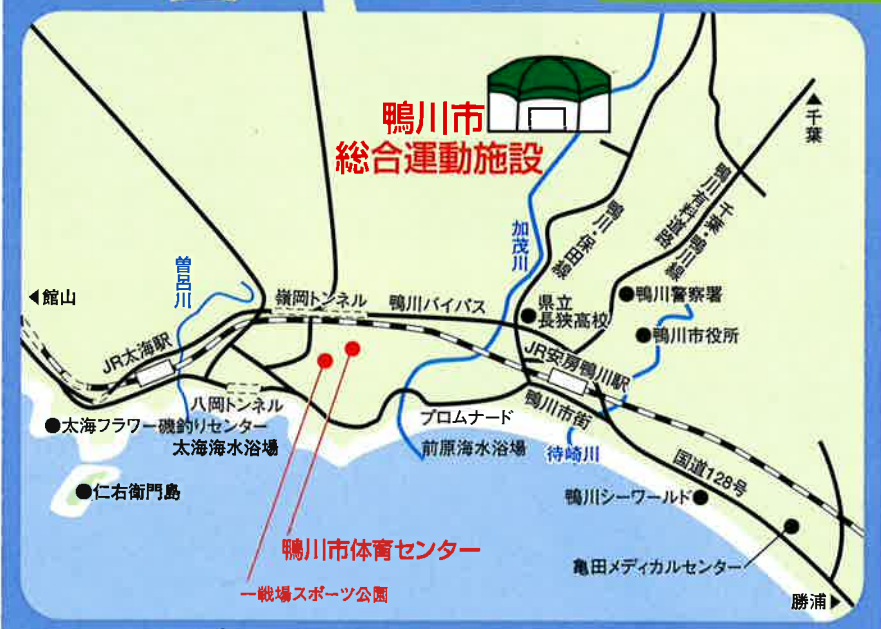 鴨川市
総合運動施設
▲
千葉
千葉・鴨川線
鴨川有料道路
鴨川・保田線
加茂川
曽呂川
◀館山
嶺岡トンネル
鴨川バイパス
県立
長狭高校
鴨川警察署
鴨川市役所
JR太海駅
JR安房鴨川駅
八岡トンネル
プロムナード
鴨川市街
太海フラワー磯釣りセンター
太海海水浴場
前原海水浴場
待崎川
国道128号
仁右衛門島
鴨川シーワールド
鴨川市体育センター
亀田メディカルセンター
一戦場スポーツ公園
勝浦▶